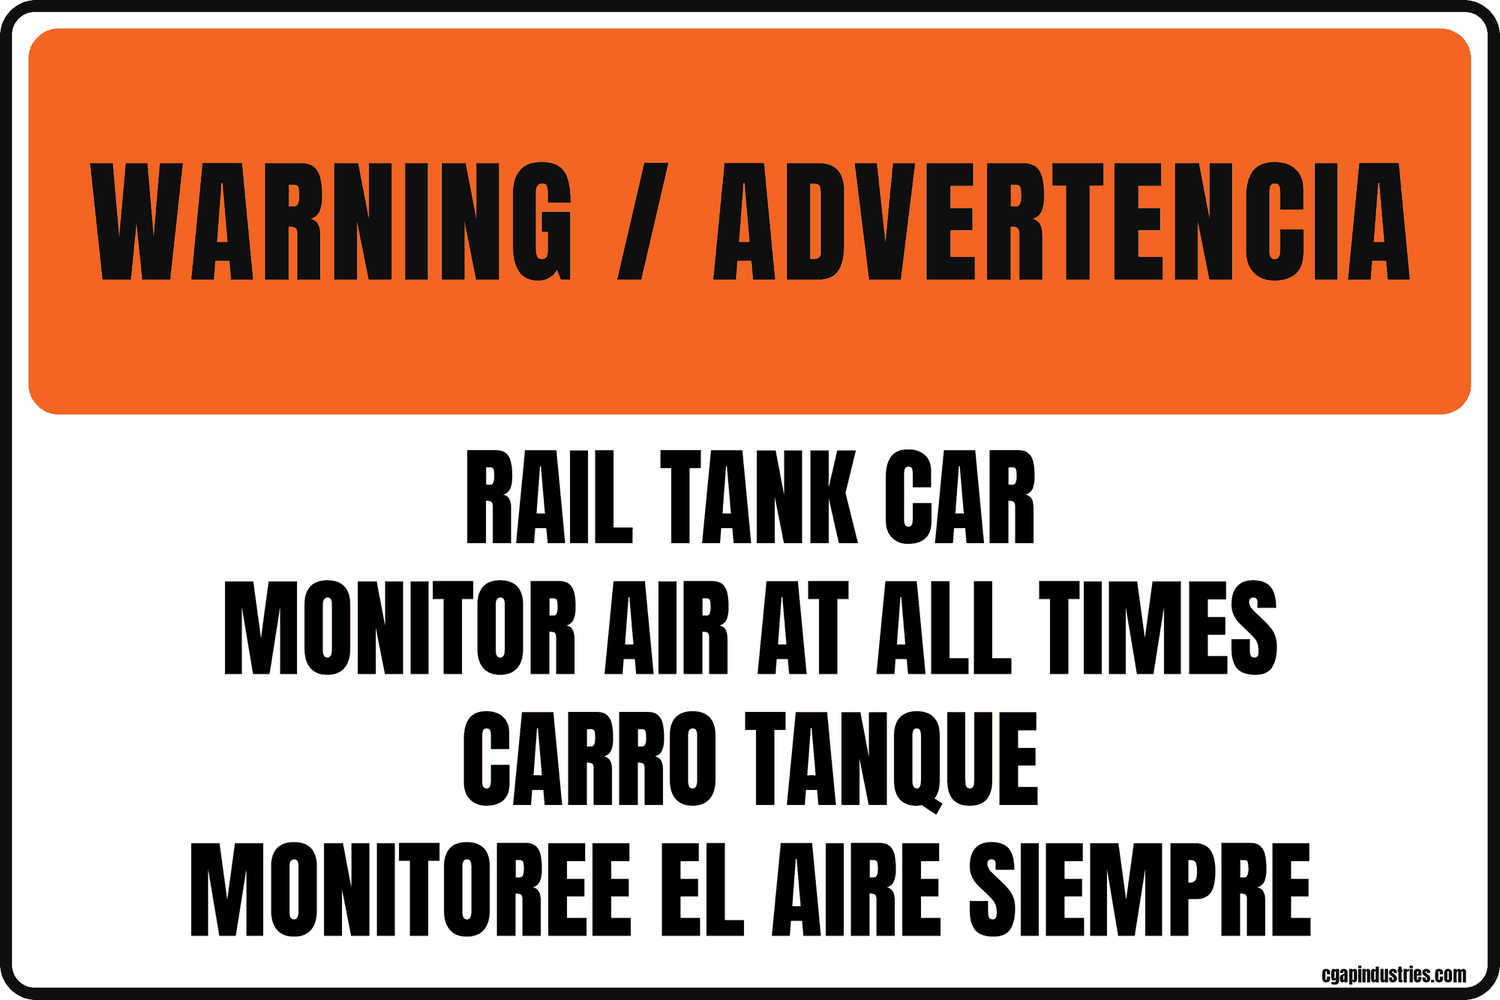 WARNING / ADVERTENCIA
RAIL TANK CAR
MONITOR AIR AT ALL TIMES
CARRO TANQUE
MONITOREE EL AIRE SIEMPRE
cgapindustries.com